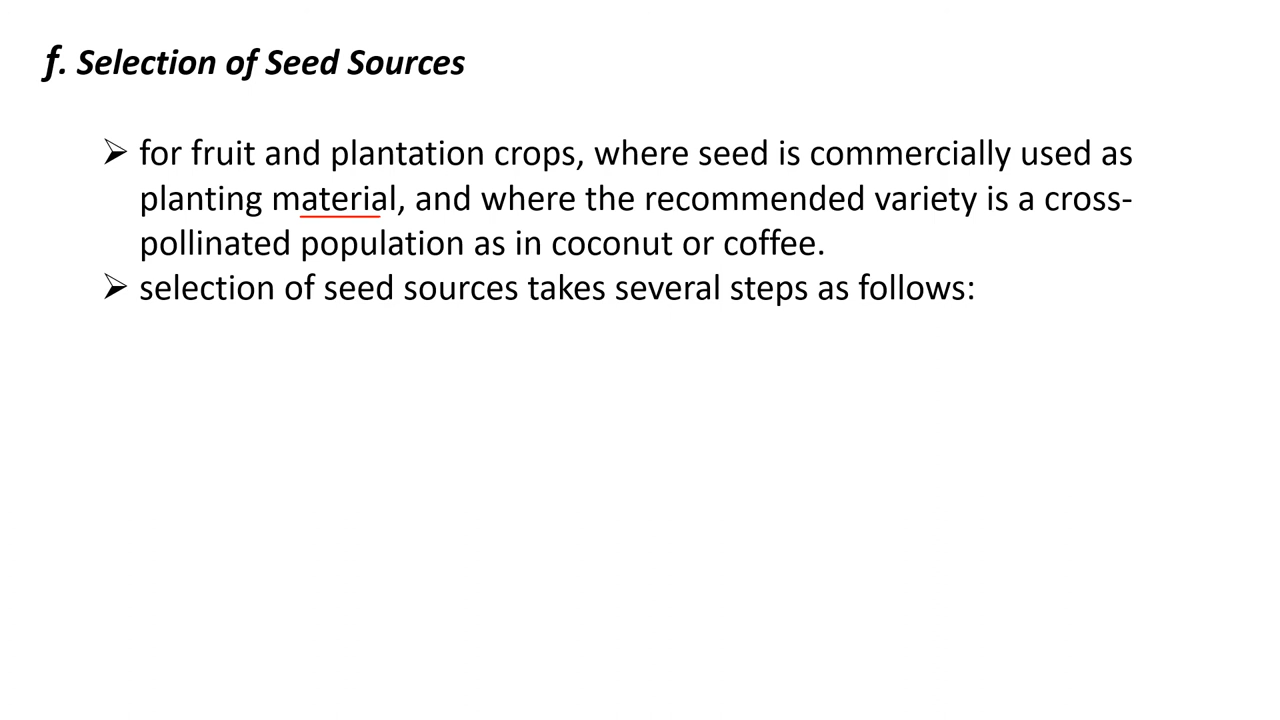 f. Selection of Seed Sources
➢ for fruit and plantation crops, where seed is commercially used as
planting material, and where the recommended variety is a cross-
pollinated population as in coconut or coffee.
➢ selection of seed sources takes several steps as follows: